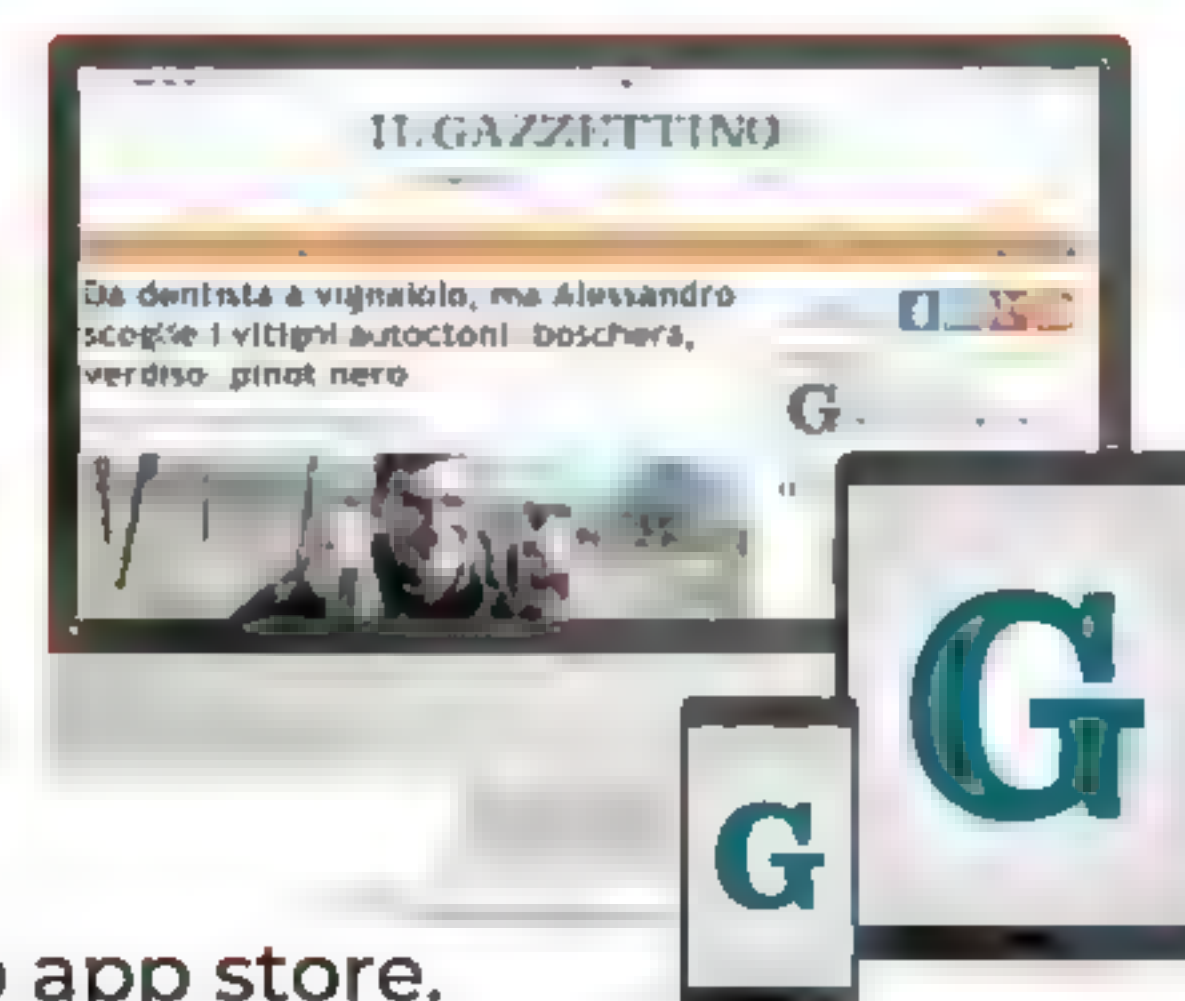 IL GAZZETTINO
Da dentista a vignaiolo, ma Alessandro
sceglie i vitigni autoctoni boschera,
verdiso pinot nero
G
G
G
app store.